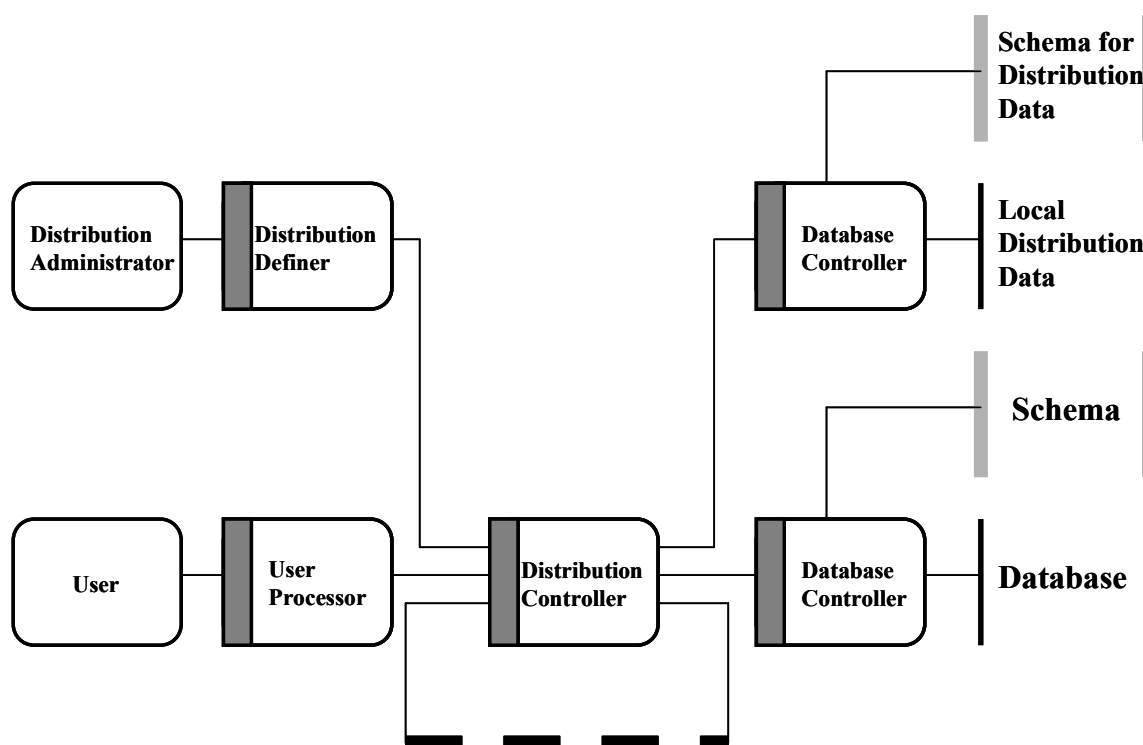 Schema for
Distribution
Data
Distribution
Administrator
Distribution
Definer
Database
Controller
Local
Distribution
Data
Schema
User
User
Processor
Distribution
Controller
Database
Controller
Database